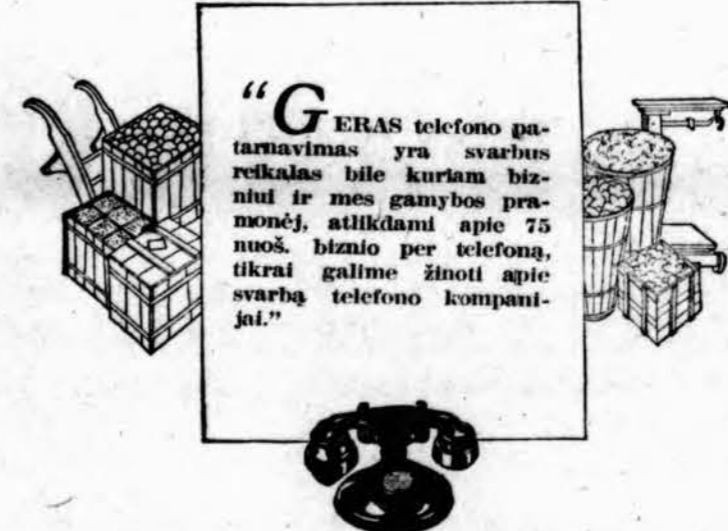 “GERAS telefono pa-
tarnavimas yra svarbus
reikalas bile kuriam biz-
niui ir mes gamybos pra-
monėj, atlikdami apie 75
nuoš. biznio per telefoną,
tikrai galime žinoti apie
svarbą telefono kompani-
jai.”